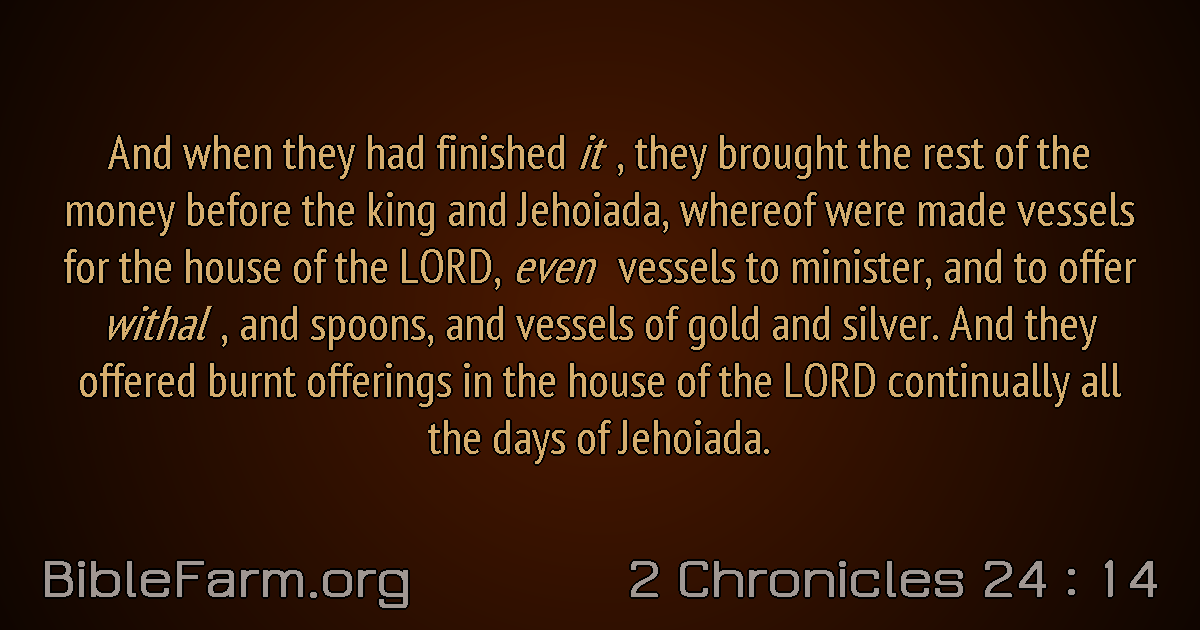 And when they had finished it , they brought the rest of the
money before the king and Jehoiada, whereof were made vessels
for the house of the LORD, even vessels to minister, and to offer
withal , and spoons, and vessels of gold and silver. And they
offered burnt offerings in the house of the LORD continually all
the days of Jehoiada.
BibleFarm.org
2 Chronicles 24 : 14